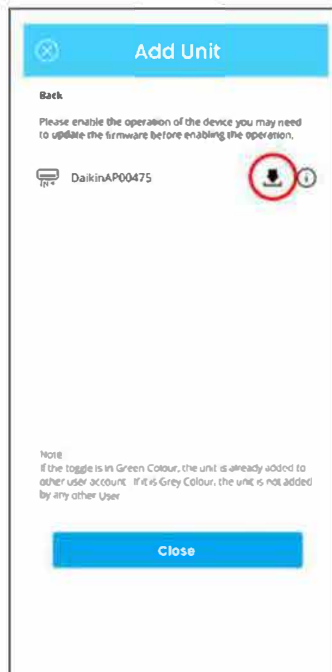 Add Unit
Back
Please enable the operation of the device you may need
to update the firmware before enabling the operation.
DaikinAP00475
Note
If the toggle is in Green Colour, the unit is already added to
other user account If it is Grey Colour, the unit is not added
by any other User
Close